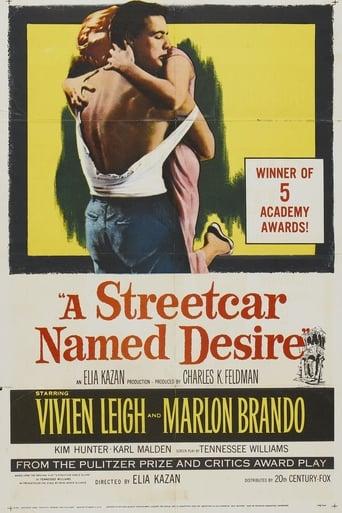 WINNER OF
5
ACADEMY
AWARDS!
"A Streetcar
Named Desire"
AN ELIA KAZAN PRODUCTION · PRODUCED BY CHARLES K. FELDMAN
STARRING
VIVIEN LEIGH AND MARLON BRANDO
KIM HUNTER · KARL MALDEN SCREEN PLAY BY TENNESSEE WILLIAMS
FROM THE PULITZER PRIZE AND CRITICS AWARD PLAY
DIRECTED BY ELIA KAZAN
DISTRIBUTED BY 20TH CENTURY-FOX